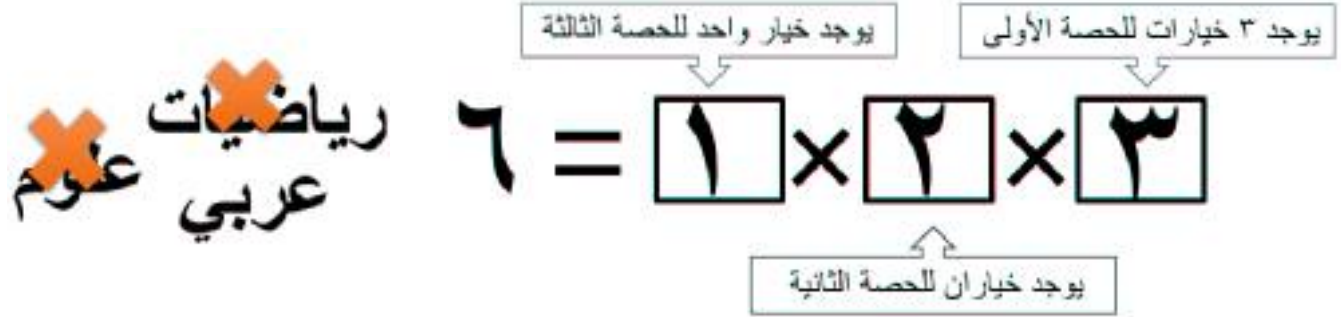 يوجد ٣ خيارات للحصة الأولى
يوجد خيار واحد للحصة الثالثة
٣ × ٢ × ١ = ٦
رياضيات
علوم
عربي
يوجد خياران للحصة الثانية